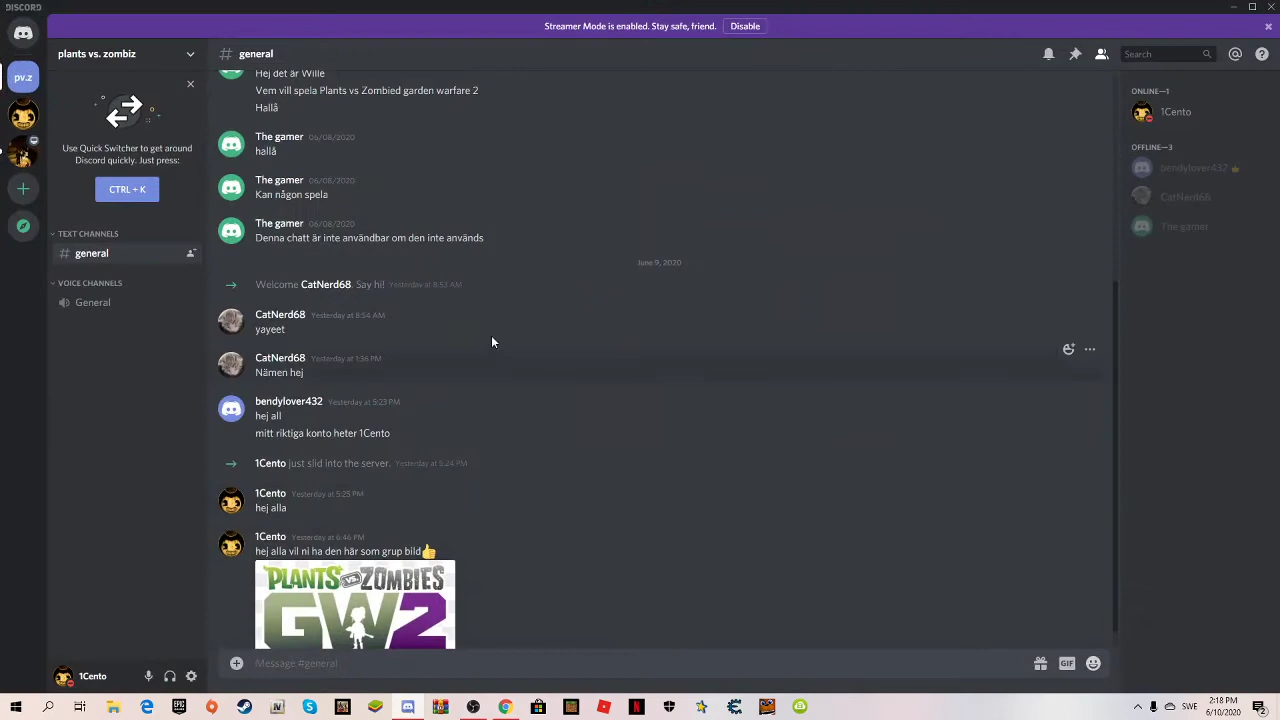 DISCORD
Streamer Mode is enabled. Stay safe, friend. Disable
plants vs. zombiz
# general
Search
pv.z
Use Quick Switcher to get around
Discord quickly. Just press:
CTRL + K
TEXT CHANNELS
# general
VOICE CHANNELS
General
Hej det är Wille
Vem vill spela Plants vs Zombied garden warfare 2
Hallå
The gamer 06/08/2020
hallå
The gamer 06/08/2020
Kan någon spela
The gamer 06/08/2020
Denna chatt är inte användbar om den inte används
June 9, 2020
Welcome CatNerd68. Say hi! Yesterday at 8:53 AM
CatNerd68 Yesterday at 8:54 AM
yayeet
CatNerd68 Yesterday at 1:36 PM
Nämen hej
bendylover432 Yesterday at 5:23 PM
hej all
mitt riktiga konto heter 1Cento
1Cento just slid into the server. Yesterday at 5:24 PM
1Cento Yesterday at 5:25 PM
hej alla
1Cento Yesterday at 6:46 PM
hej alla vil ni ha den här som grup bild👍
PLANTS VS. ZOMBIES
GW2
Message #general
GIF
ONLINE—1
1Cento
OFFLINE—3
bendylover432
CatNerd68
The gamer
1Cento
EPIC
SWE
2:18 PM
6/10/2020
2